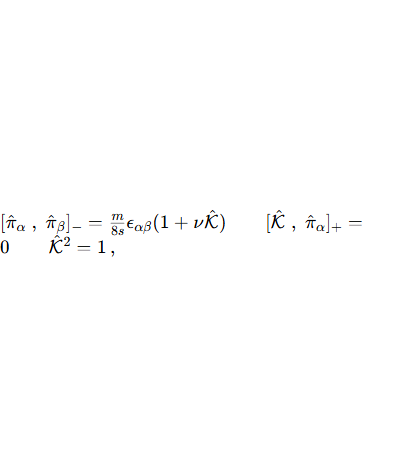 [π̂_α , π̂_β]_− = m/8s ϵ_αβ(1 + ν𝒦̂)  [𝒦̂ , π̂_α]_+ =
0  𝒦̂² = 1 ,